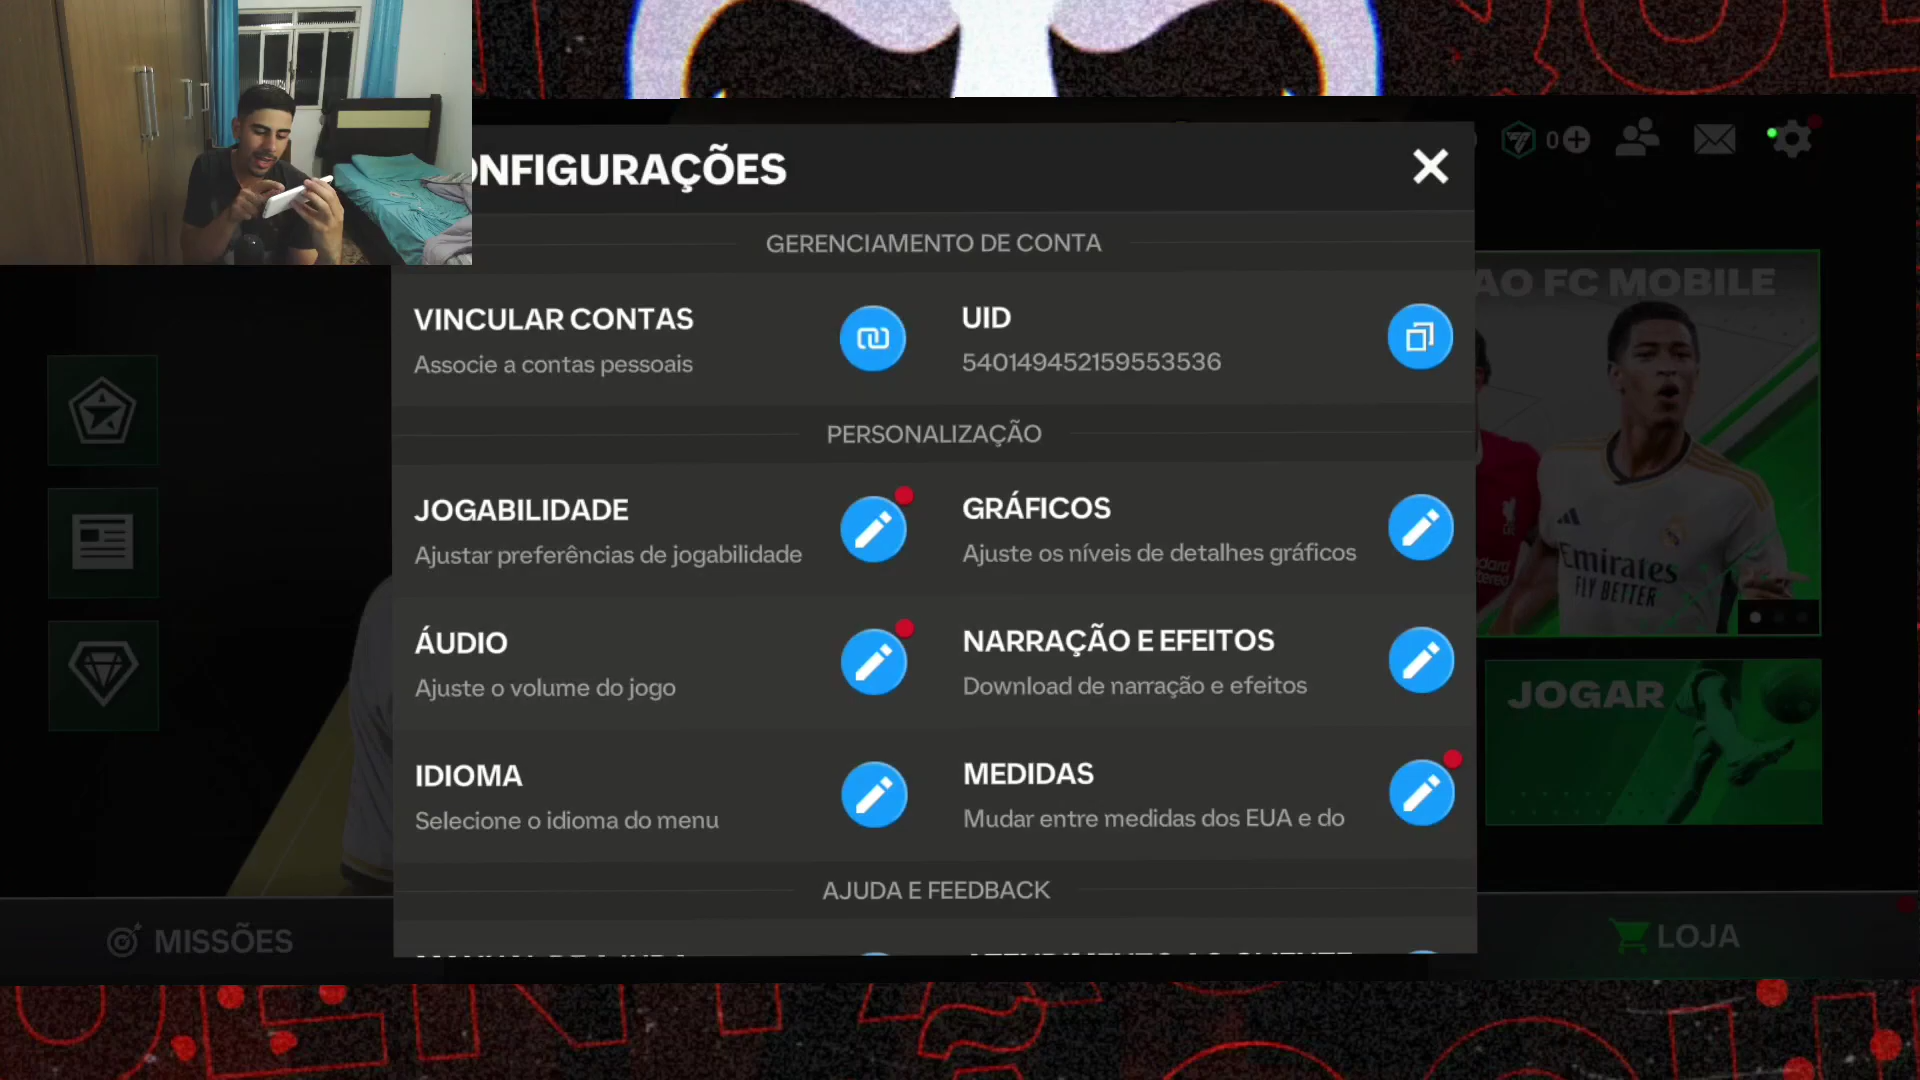 ONFIGURAÇÕES
0
GERENCIAMENTO DE CONTA
VINCULAR CONTAS
Associe a contas pessoais
UID
540149452159553536
PERSONALIZAÇÃO
JOGABILIDADE
Ajustar preferências de jogabilidade
GRÁFICOS
Ajuste os níveis de detalhes gráficos
ÁUDIO
Ajuste o volume do jogo
NARRAÇÃO E EFEITOS
Download de narração e efeitos
IDIOMA
Selecione o idioma do menu
MEDIDAS
Mudar entre medidas dos EUA e do
AJUDA E FEEDBACK
AO FC MOBILE
Emirates
FLY BETTER
JOGAR
MISSÕES
LOJA